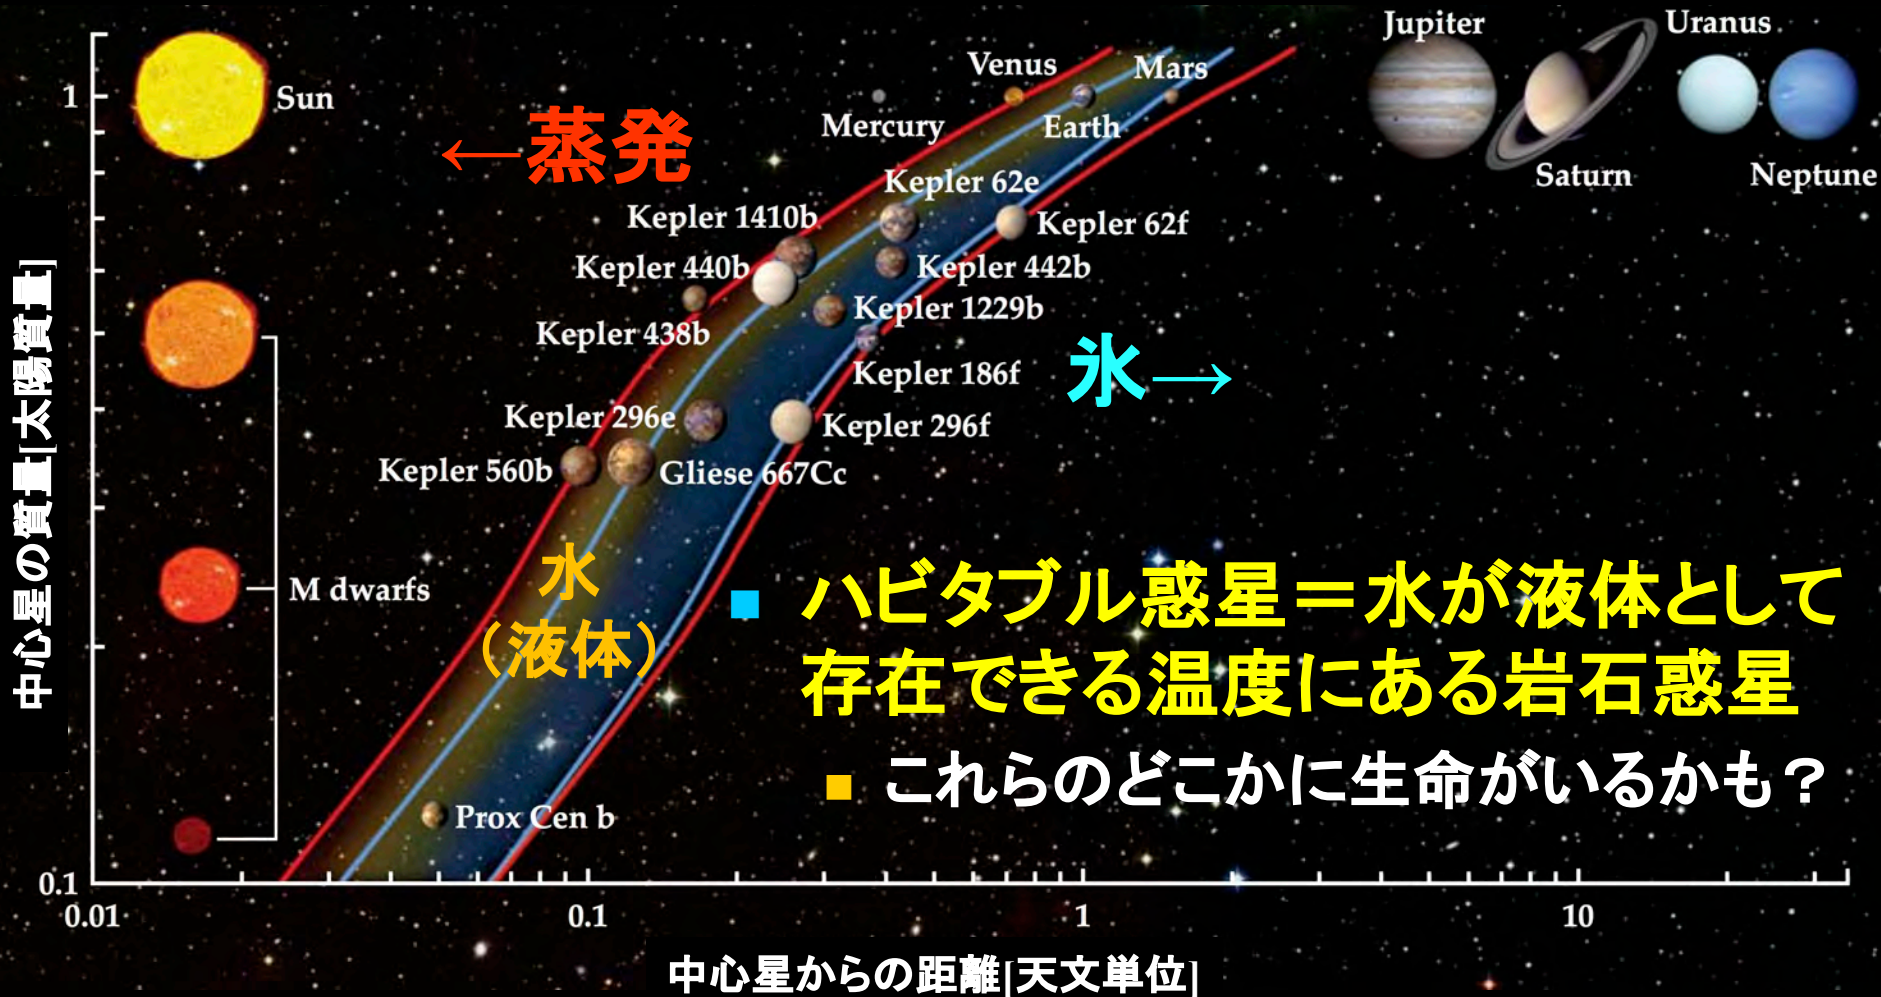 Jupiter
Uranus
Venus
Mars
1
Sun
←蒸発
Mercury
Earth
Saturn
Neptune
Kepler 62e
Kepler 1410b
Kepler 62f
Kepler 440b
Kepler 442b
Kepler 1229b
Kepler 438b
氷→
Kepler 186f
Kepler 296e
Kepler 296f
Kepler 560b
Gliese 667Cc
中心星の質量[太陽質量]
M dwarfs
水
（液体）
■ ハビタブル惑星＝水が液体として
存在できる温度にある岩石惑星
■ これらのどこかに生命がいるかも？
Prox Cen b
0.1
0.01
0.1
1
10
中心星からの距離[天文単位]